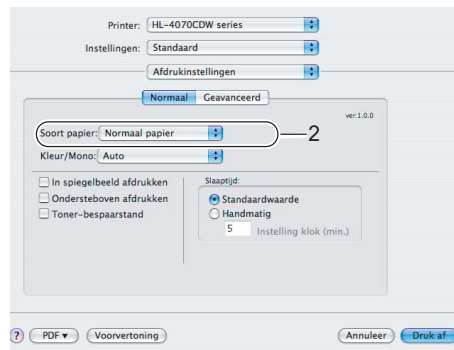 Printer: HL-4070CDW series
Instellingen: Standaard
Afdrukinstellingen
Normaal Geavanceerd
ver:1.0.0
Soort papier: Normaal papier 2
Kleur/Mono: Auto
In spiegelbeeld afdrukken
Ondersteboven afdrukken
Toner-bespaarstand
Slaaptijd:
Standaardwaarde
Handmatig
5 Instelling klok (min.)
? PDF Voorvertoning Annuleer Druk af